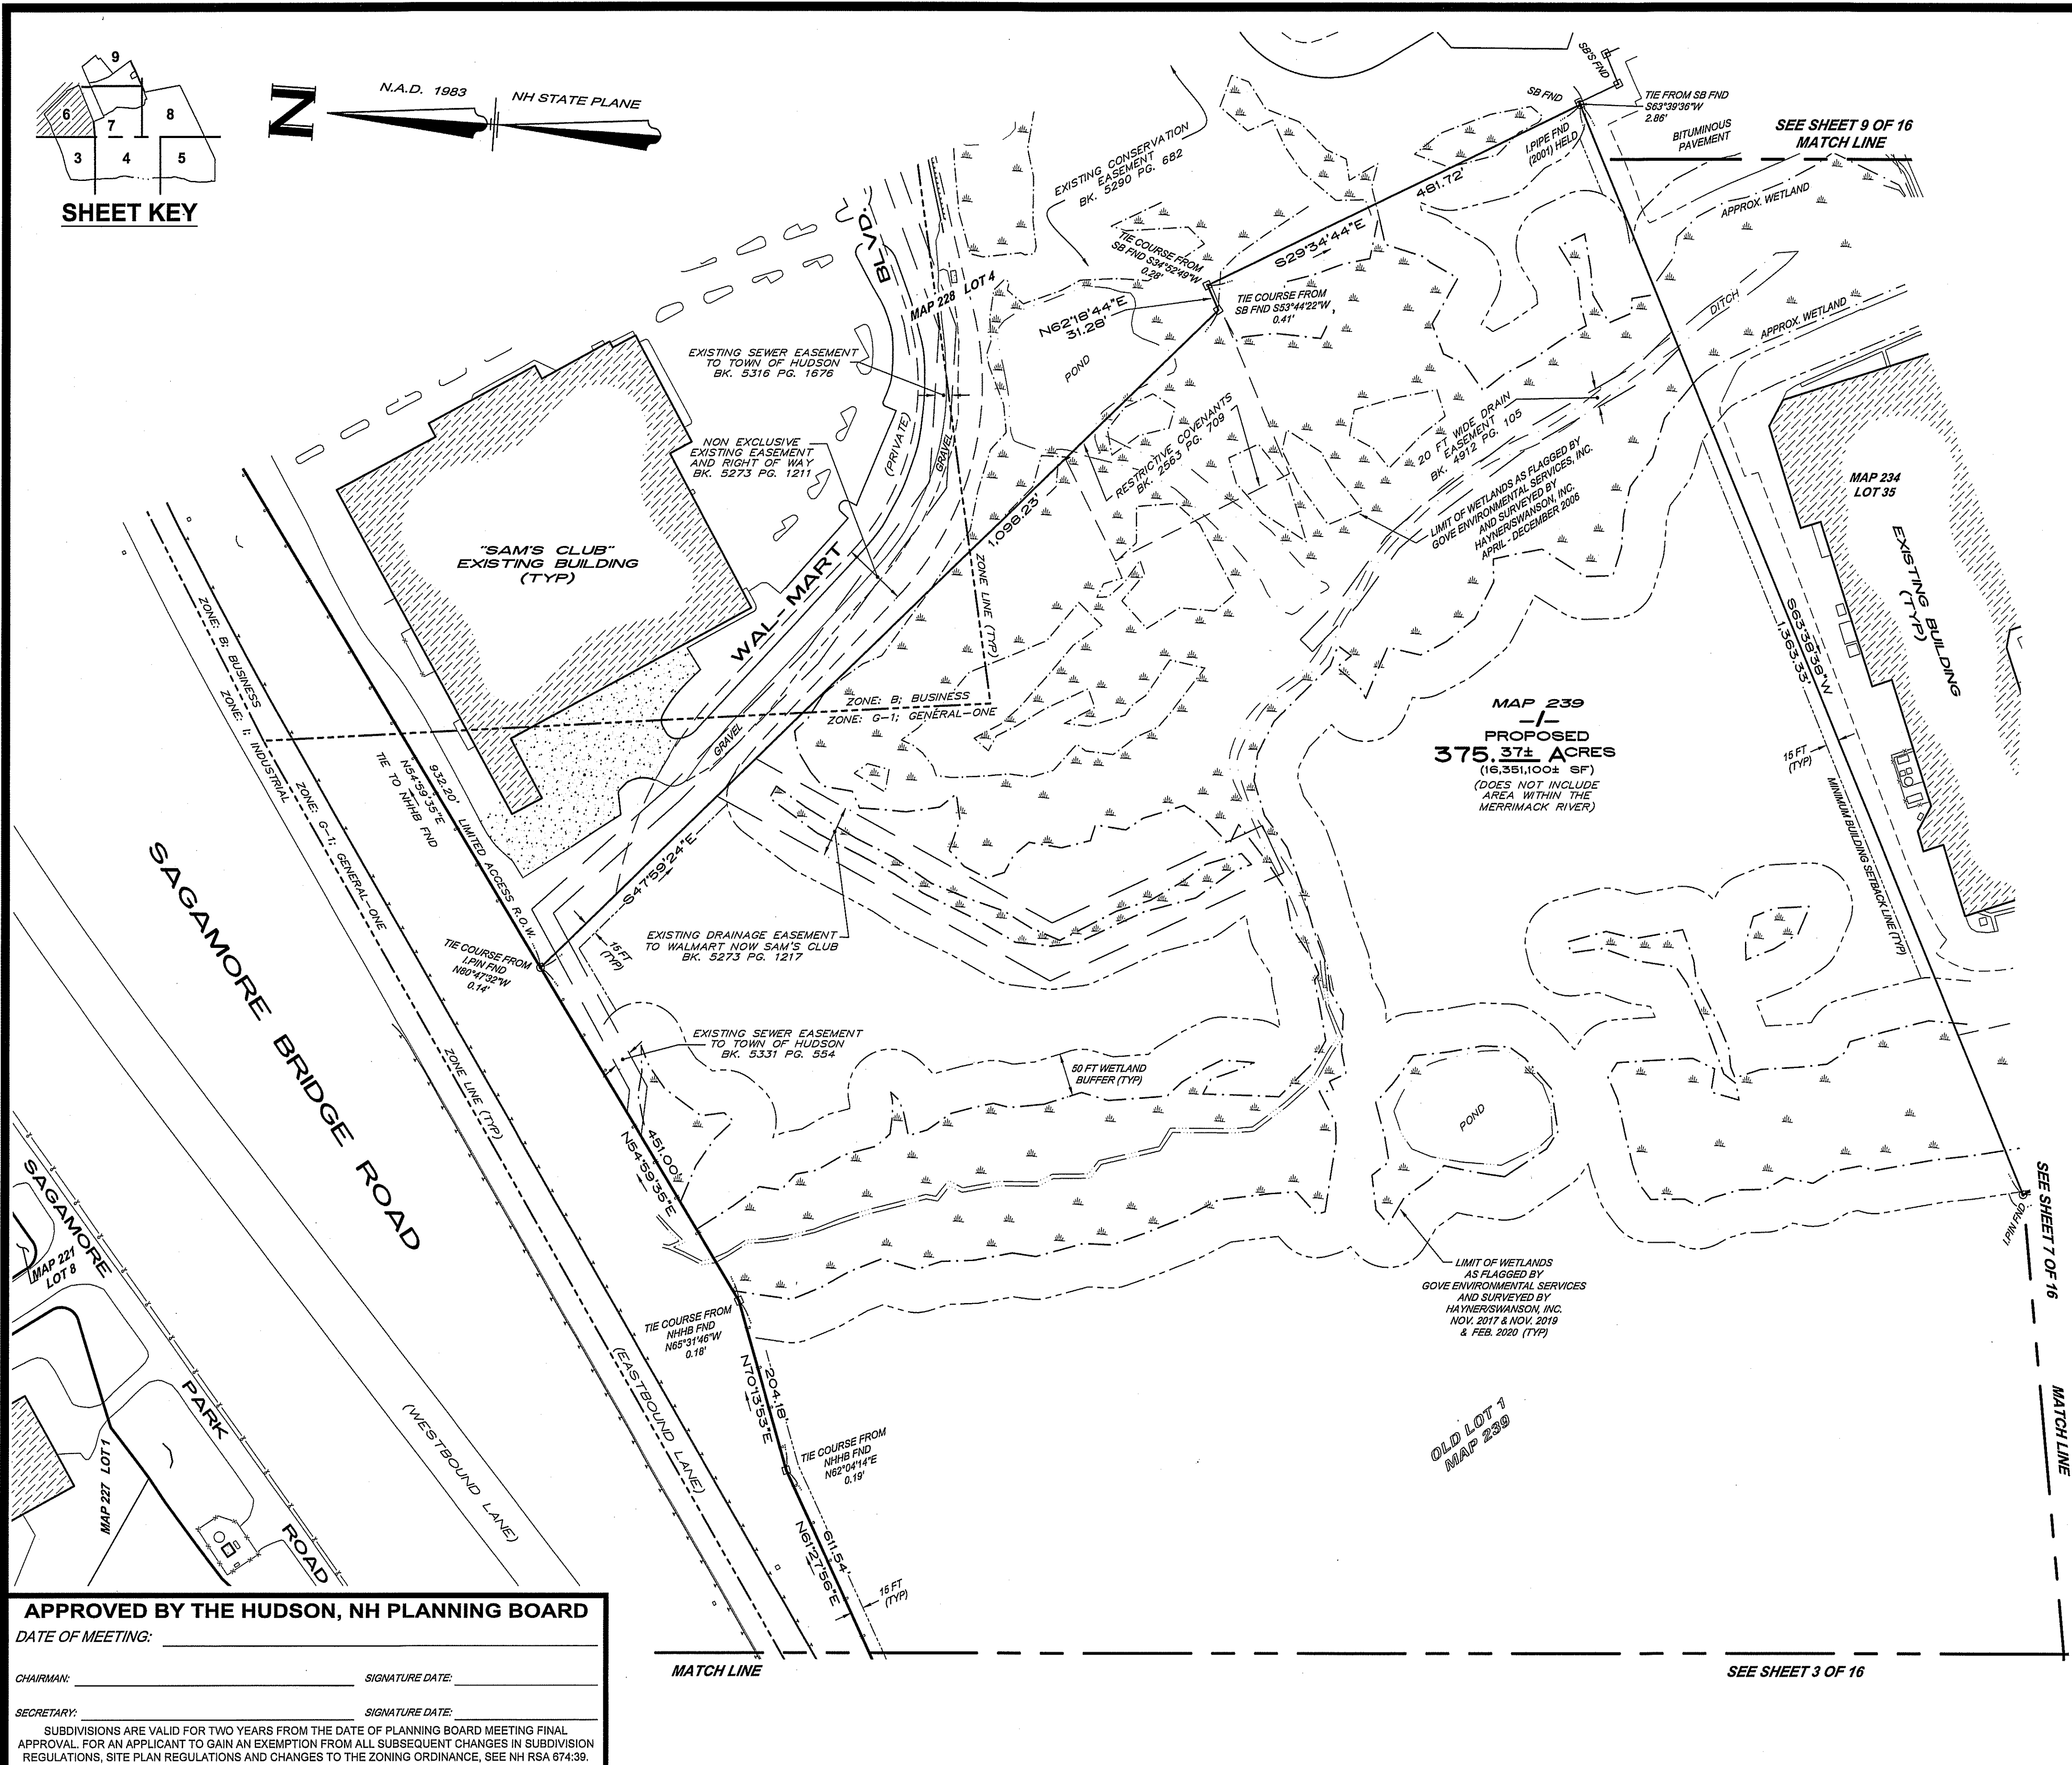 9
6
7
8
3
4
5
SHEET KEY
N
N.A.D. 1983
NH STATE PLANE
SB'S FND
SB FND
TIE FROM SB FND
S63°39'36"W
2.86'
BITUMINOUS
PAVEMENT
SEE SHEET 9 OF 16
MATCH LINE
I.PIPE FND
(2001) HELD
APPROX. WETLAND
EXISTING CONSERVATION
EASEMENT
BK. 5290 PG. 682
481.72'
S29°34'44"E
TIE COURSE FROM
SB FND S34°52'49"W
0.28'
TIE COURSE FROM
SB FND S53°44'22"W
0.41'
N62°18'44"E
31.28'
POND
DITCH
APPROX. WETLAND
BLVD.
MAP 228 LOT 4
EXISTING SEWER EASEMENT
TO TOWN OF HUDSON
BK. 5316 PG. 1676
NON EXCLUSIVE
EXISTING EASEMENT
AND RIGHT OF WAY
BK. 5273 PG. 1211
(PRIVATE)
GRAVEL
RESTRICTIVE COVENANTS
BK. 2563 PG. 709
20 FT WIDE DRAIN
EASEMENT
BK. 4912 PG. 105
LIMIT OF WETLANDS AS FLAGGED BY
GOVE ENVIRONMENTAL SERVICES, INC.
AND SURVEYED BY
HAYNER/SWANSON, INC.
APRIL - DECEMBER 2006
MAP 234
LOT 35
EXISTING BUILDING
(TYP)
1,098.23'
"SAM'S CLUB"
EXISTING BUILDING
(TYP)
WAL-MART
ZONE LINE (TYP)
S63°38'38"W
1,363.33'
ZONE: B; BUSINESS
ZONE: I; INDUSTRIAL
ZONE: B; BUSINESS
ZONE: G-1; GENERAL-ONE
GRAVEL
MAP 239
-1-
PROPOSED
375.37± ACRES
(16,351,100± SF)
(DOES NOT INCLUDE
AREA WITHIN THE
MERRIMACK RIVER)
15 FT
(TYP)
MINIMUM BUILDING SETBACK LINE (TYP)
932.20'
N54°59'35"E
TIE TO NHHB FND
LIMITED ACCESS R.O.W.
ZONE: G-1; GENERAL-ONE
S47°59'24"E
SAGAMORE BRIDGE ROAD
TIE COURSE FROM
I.PIN FND
N80°47'32"W
0.14'
15 FT
(TYP)
EXISTING DRAINAGE EASEMENT
TO WALMART NOW SAM'S CLUB
BK. 5273 PG. 1217
EXISTING SEWER EASEMENT
TO TOWN OF HUDSON
BK. 5331 PG. 554
50 FT WETLAND
BUFFER (TYP)
ZONE LINE (TYP)
POND
451.00'
N54°59'35"E
SAGAMORE
PARK
ROAD
MAP 221
LOT 8
MAP 227 LOT 1
I.PIN FND
SEE SHEET 7 OF 16
MATCH LINE
LIMIT OF WETLANDS
AS FLAGGED BY
GOVE ENVIRONMENTAL SERVICES
AND SURVEYED BY
HAYNER/SWANSON, INC.
NOV. 2017 & NOV. 2019
& FEB. 2020 (TYP)
TIE COURSE FROM
NHHB FND
N65°31'46"W
0.18'
204.18'
N70°13'53"E
(EASTBOUND LANE)
(WESTBOUND LANE)
TIE COURSE FROM
NHHB FND
N62°04'14"E
0.19'
OLD LOT 1
MAP 239
611.54'
N61°27'56"E
15 FT
(TYP)
MATCH LINE
SEE SHEET 3 OF 16
APPROVED BY THE HUDSON, NH PLANNING BOARD
DATE OF MEETING:
CHAIRMAN: SIGNATURE DATE:
SECRETARY: SIGNATURE DATE:
SUBDIVISIONS ARE VALID FOR TWO YEARS FROM THE DATE OF PLANNING BOARD MEETING FINAL
APPROVAL. FOR AN APPLICANT TO GAIN AN EXEMPTION FROM ALL SUBSEQUENT CHANGES IN SUBDIVISION
REGULATIONS, SITE PLAN REGULATIONS AND CHANGES TO THE ZONING ORDINANCE, SEE NH RSA 674:39.